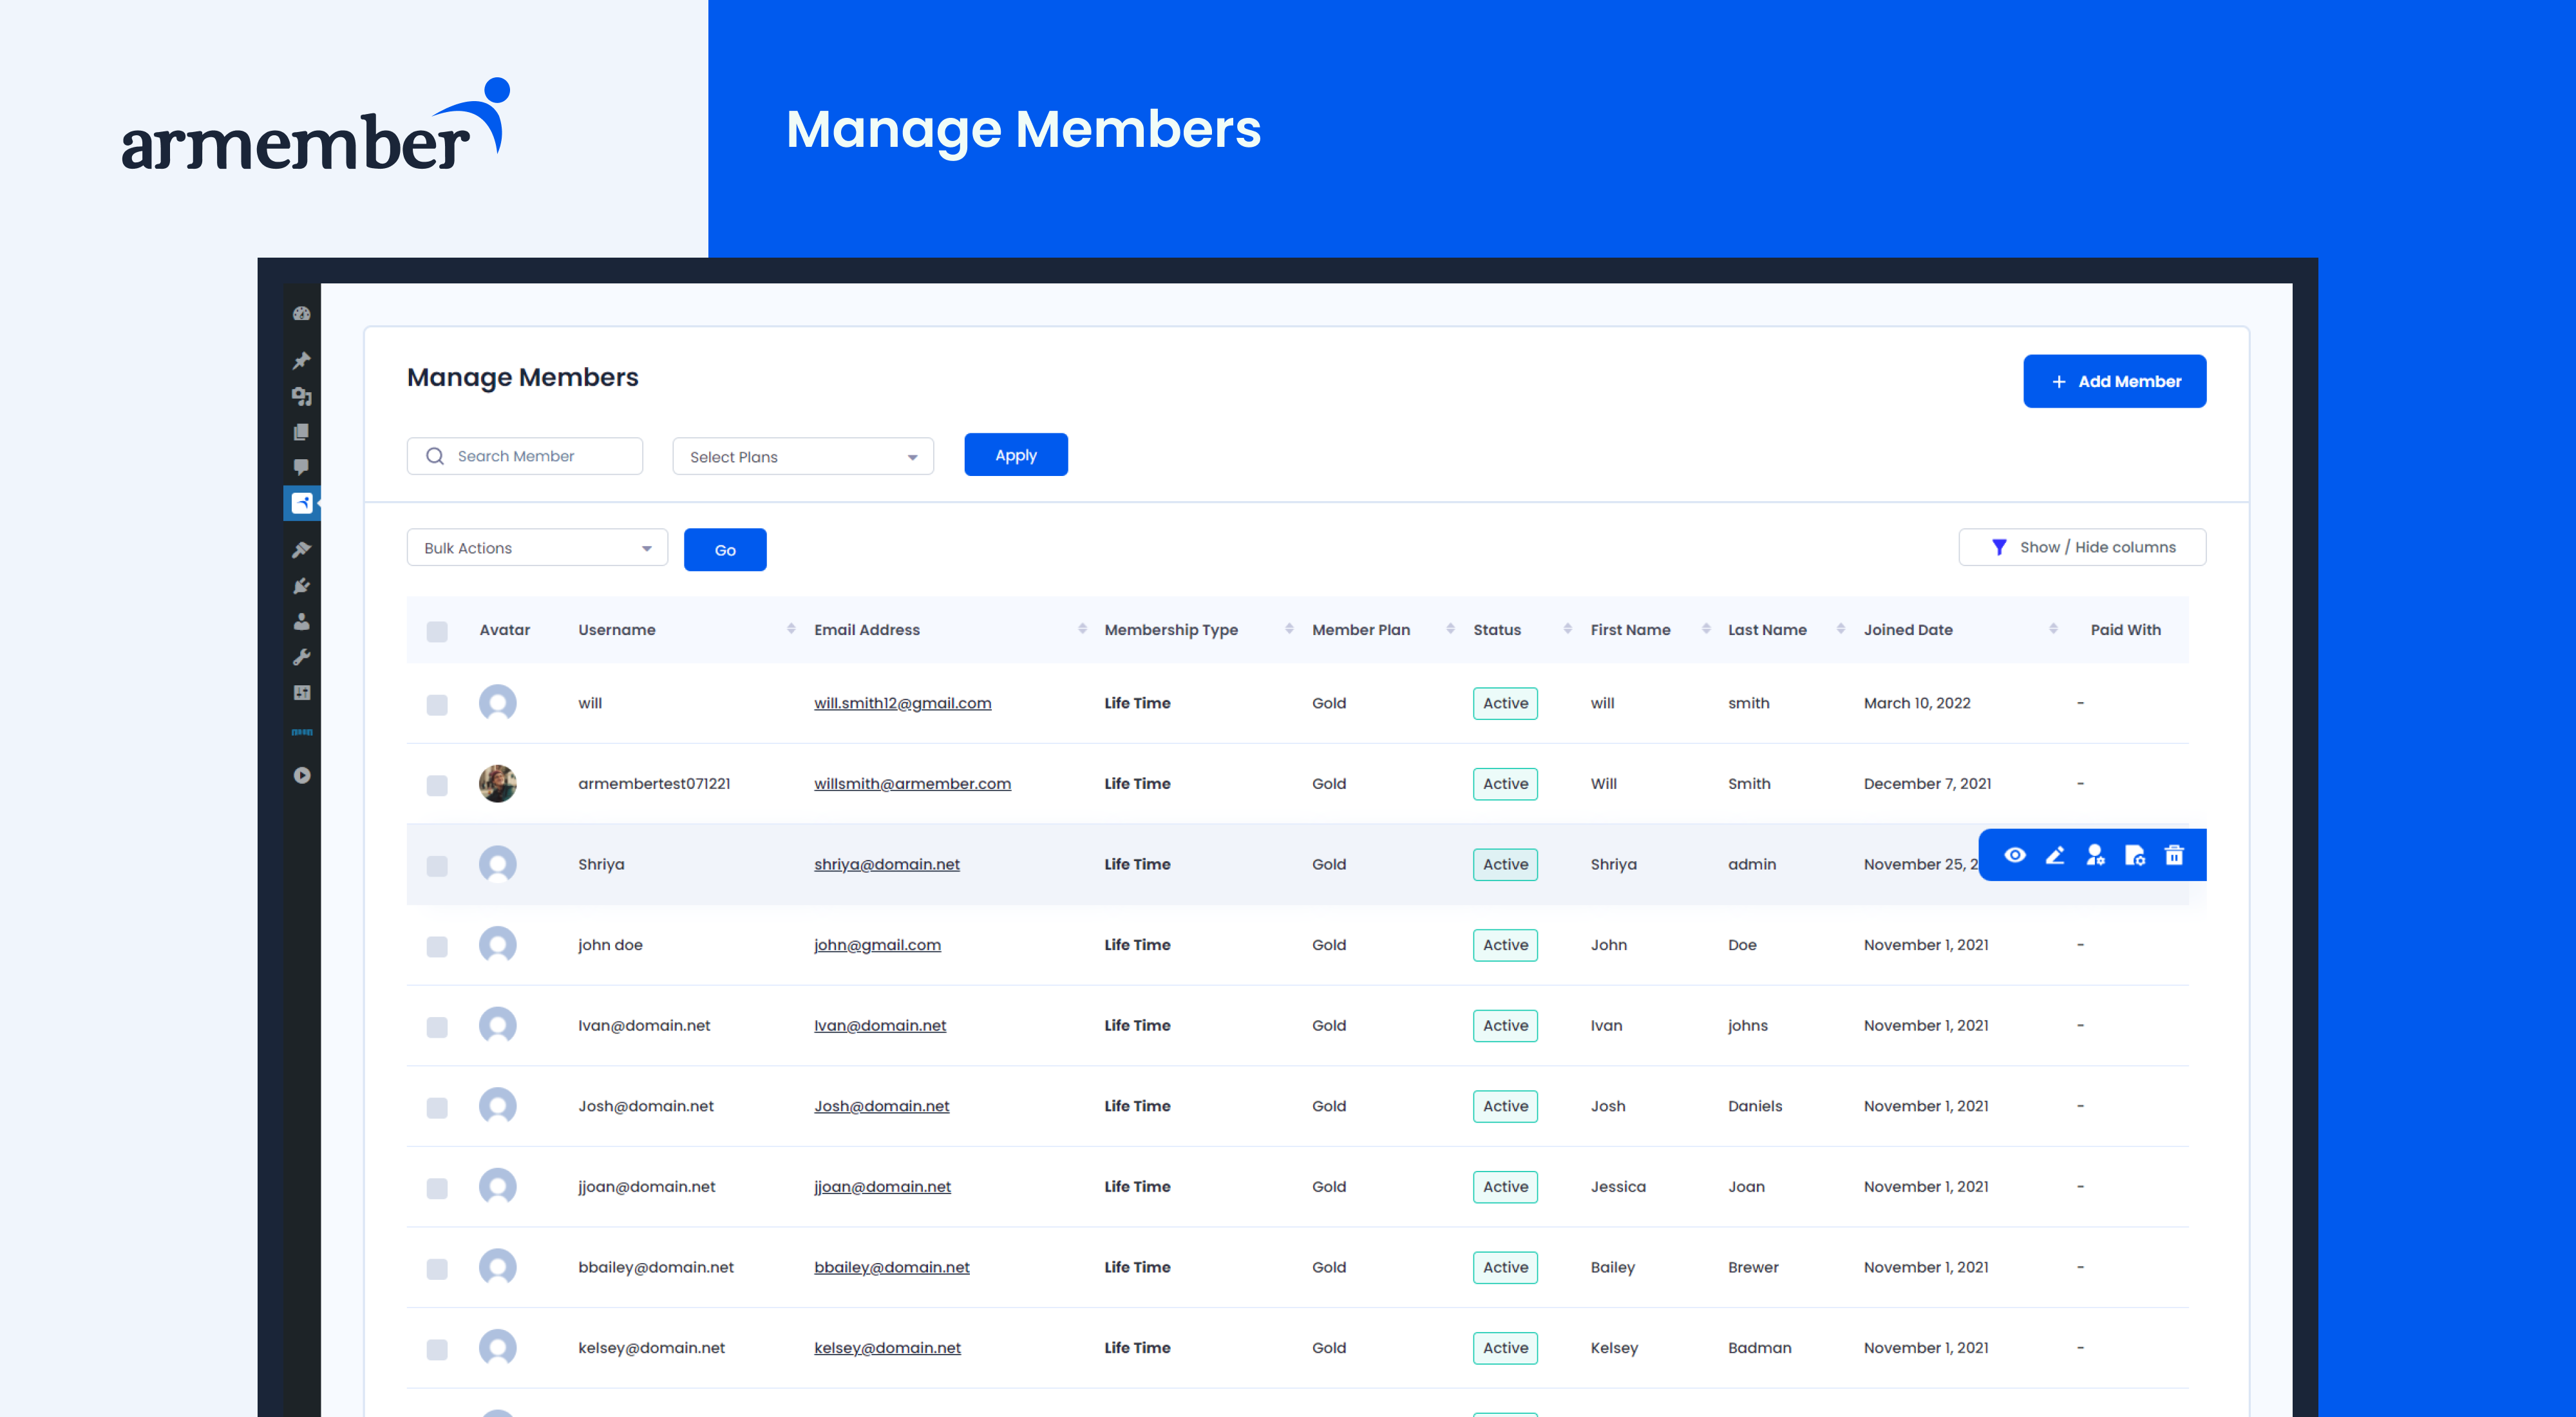 armember
Manage Members
Manage Members
+ Add Member
Search Member
Select Plans
Apply
Bulk Actions
Go
Show / Hide columns
Avatar Username Email Address Membership Type Member Plan Status First Name Last Name Joined Date Paid With
will will.smith12@gmail.com Life Time Gold Active will smith March 10, 2022 -
armembertest071221 willsmith@armember.com Life Time Gold Active Will Smith December 7, 2021 -
Shriya shriya@domain.net Life Time Gold Active Shriya admin November 25, 2
john doe john@gmail.com Life Time Gold Active John Doe November 1, 2021 -
Ivan@domain.net Ivan@domain.net Life Time Gold Active Ivan johns November 1, 2021 -
Josh@domain.net Josh@domain.net Life Time Gold Active Josh Daniels November 1, 2021 -
jjoan@domain.net jjoan@domain.net Life Time Gold Active Jessica Joan November 1, 2021 -
bbailey@domain.net bbailey@domain.net Life Time Gold Active Bailey Brewer November 1, 2021 -
kelsey@domain.net kelsey@domain.net Life Time Gold Active Kelsey Badman November 1, 2021 -